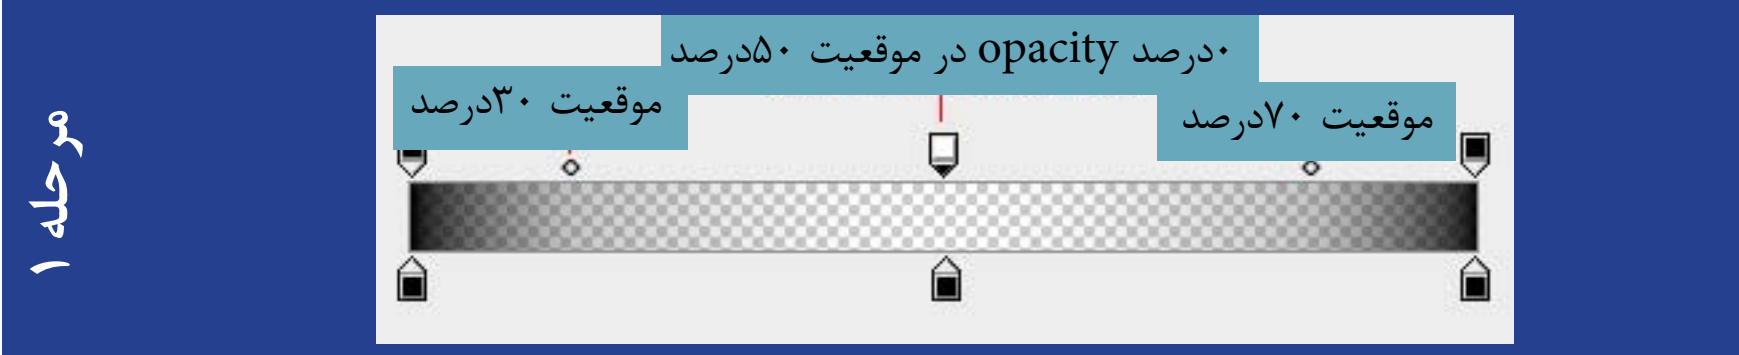 ۰درصد opacity در موقعیت ۵۰درصد
موقعیت ۳۰درصد
موقعیت ۷۰درصد
مرحله ۱